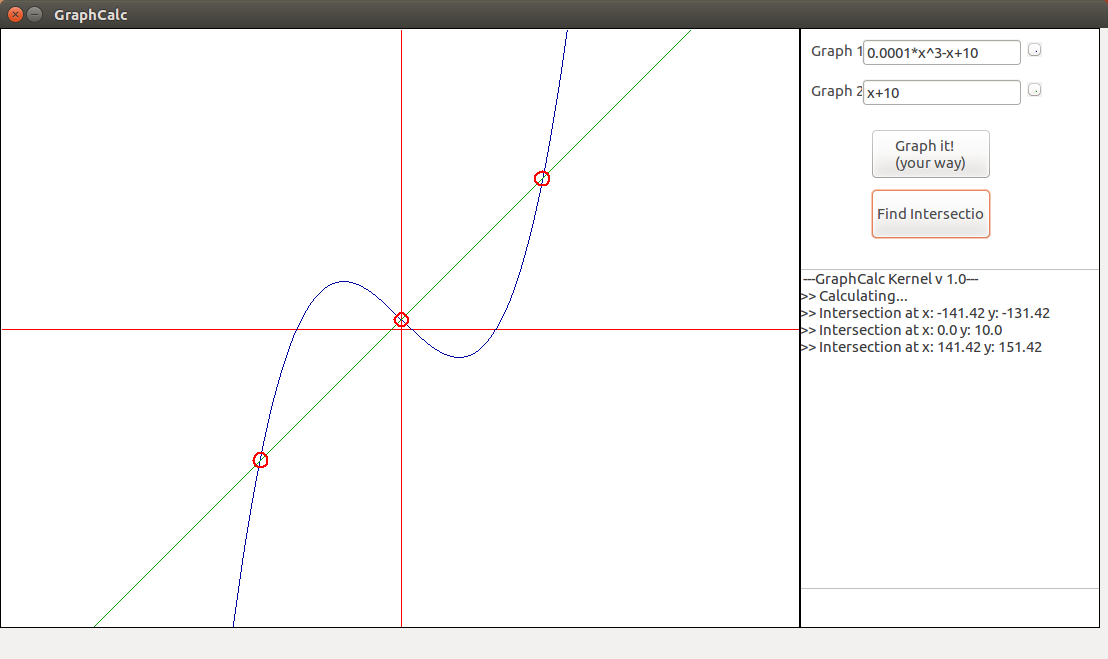 GraphCalc
Graph 1
0.0001*x^3-x+10
.
Graph 2
x+10
.
Graph it!
(your way)
Find Intersectio
---GraphCalc Kernel v 1.0---
>> Calculating...
>> Intersection at x: -141.42 y: -131.42
>> Intersection at x: 0.0 y: 10.0
>> Intersection at x: 141.42 y: 151.42